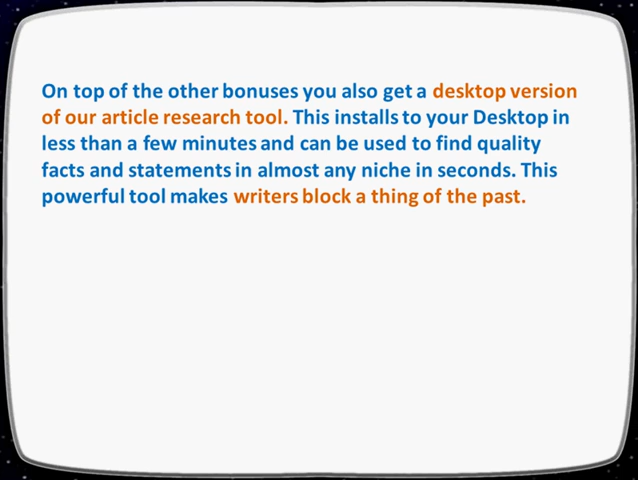 On top of the other bonuses you also get a desktop version
of our article research tool. This installs to your Desktop in
less than a few minutes and can be used to find quality
facts and statements in almost any niche in seconds. This
powerful tool makes writers block a thing of the past.